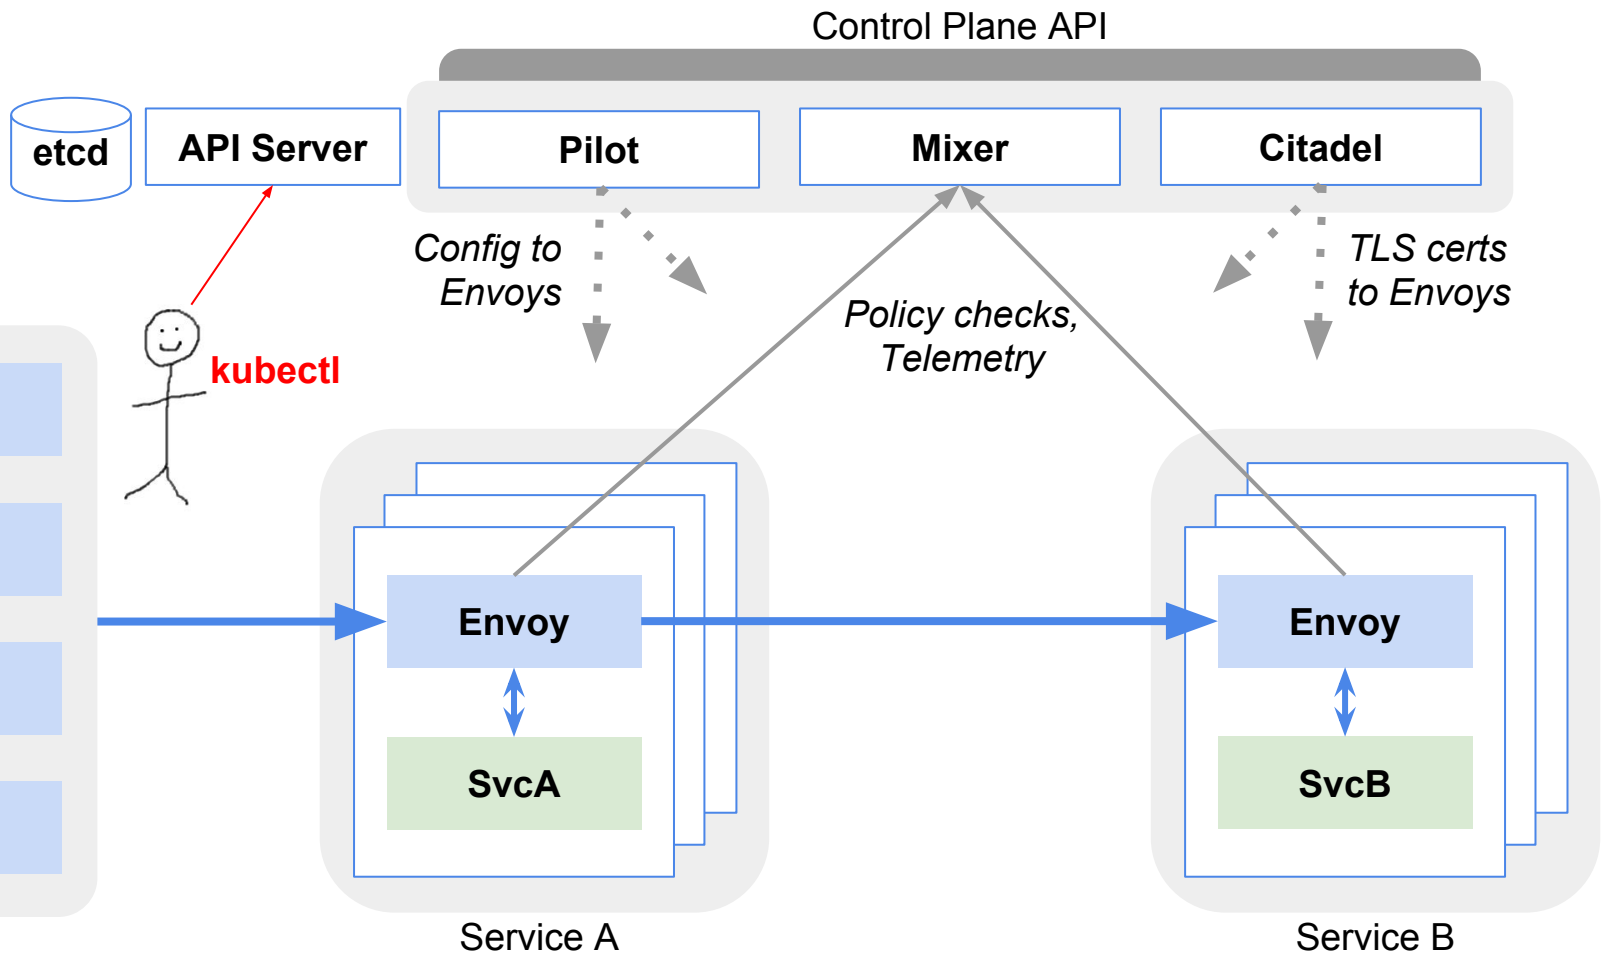 Control Plane API
etcd
API Server
Pilot
Mixer
Citadel
Config to
Envoys
Policy checks,
Telemetry
TLS certs
to Envoys
kubectl
Envoy
Envoy
SvcA
SvcB
Service A
Service B